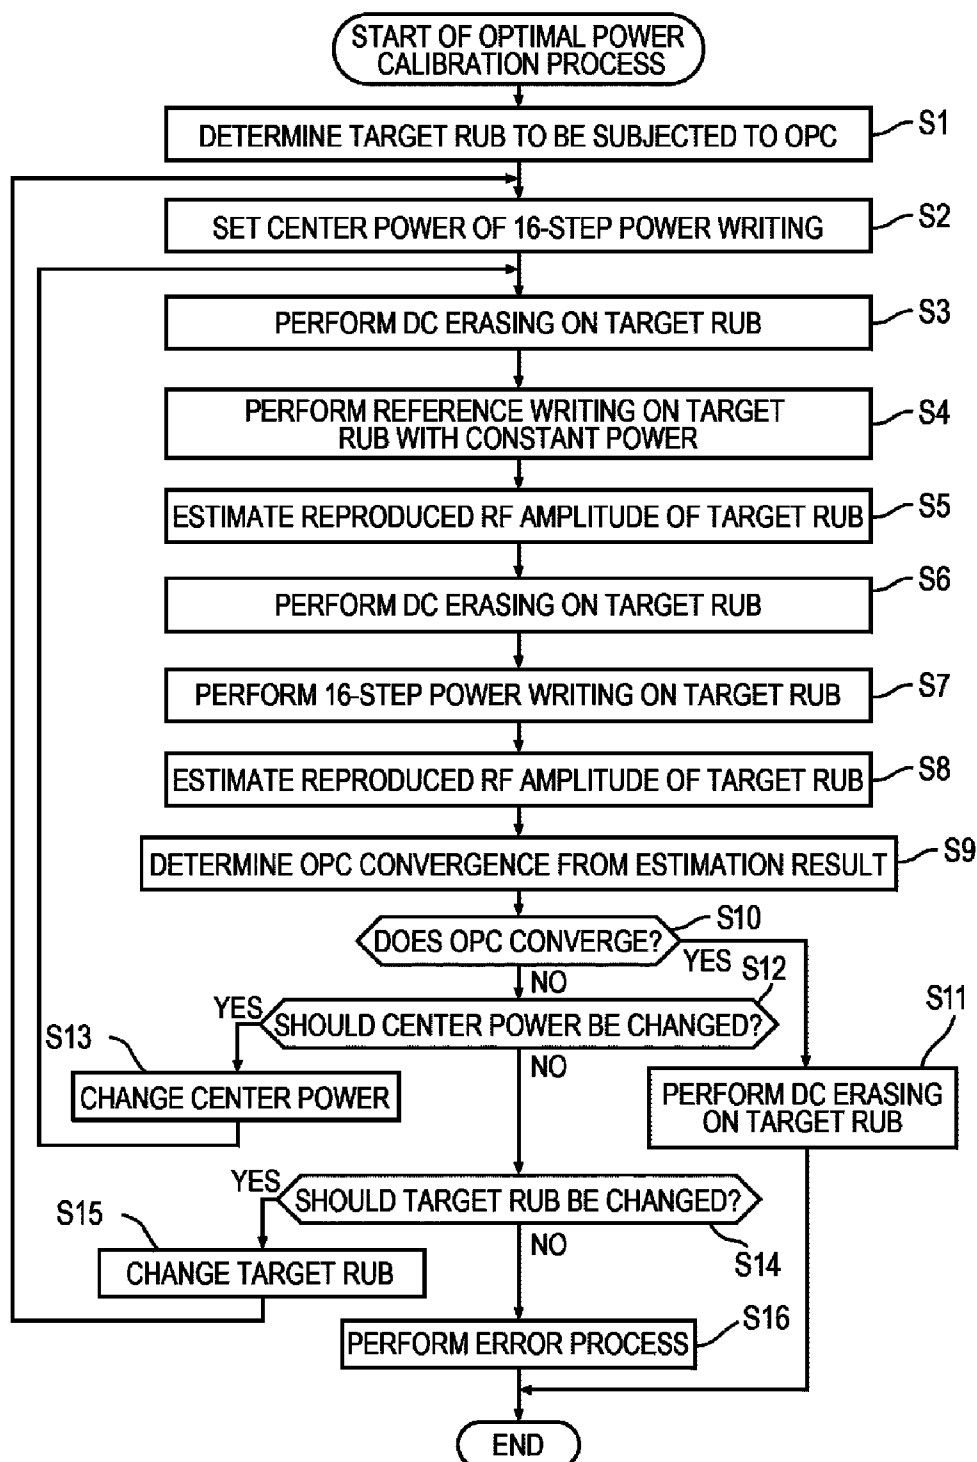 START OF OPTIMAL POWER
CALIBRATION PROCESS
DETERMINE TARGET RUB TO BE SUBJECTED TO OPC
S1
SET CENTER POWER OF 16-STEP POWER WRITING
S2
PERFORM DC ERASING ON TARGET RUB
S3
PERFORM REFERENCE WRITING ON TARGET
RUB WITH CONSTANT POWER
S4
ESTIMATE REPRODUCED RF AMPLITUDE OF TARGET RUB
S5
PERFORM DC ERASING ON TARGET RUB
S6
PERFORM 16-STEP POWER WRITING ON TARGET RUB
S7
ESTIMATE REPRODUCED RF AMPLITUDE OF TARGET RUB
S8
DETERMINE OPC CONVERGENCE FROM ESTIMATION RESULT
S9
DOES OPC CONVERGE?
S10
YES
NO
SHOULD CENTER POWER BE CHANGED?
S12
YES
NO
S13
CHANGE CENTER POWER
S11
PERFORM DC ERASING
ON TARGET RUB
SHOULD TARGET RUB BE CHANGED?
S14
YES
NO
S15
CHANGE TARGET RUB
PERFORM ERROR PROCESS
S16
END